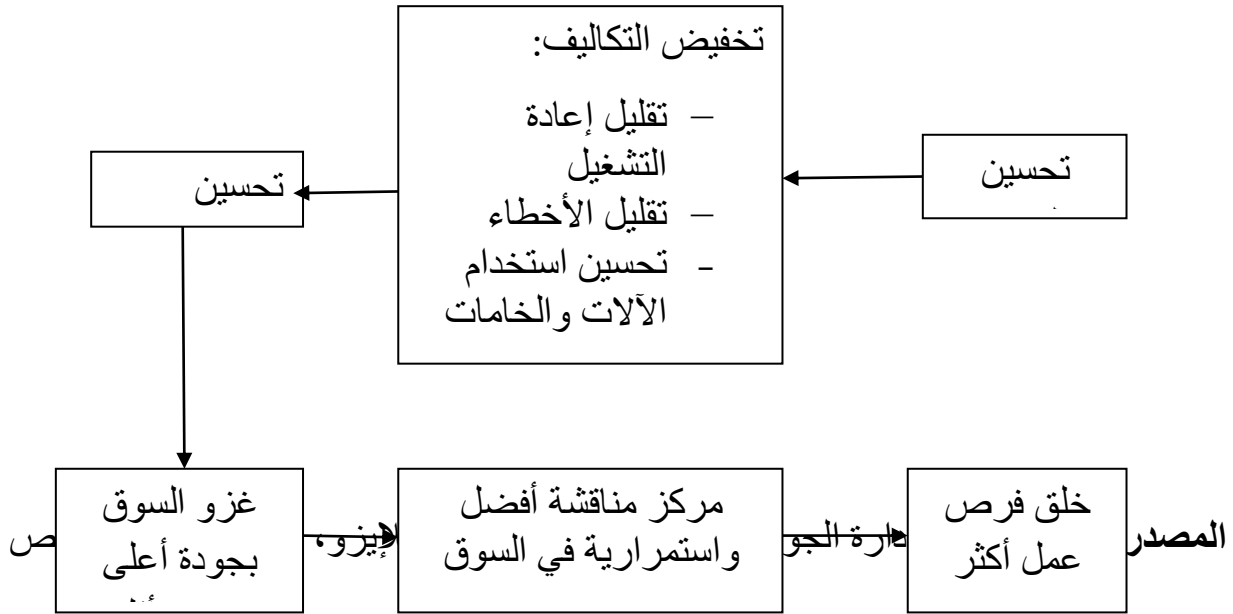 تخفيض التكاليف:
– تقليل إعادة
التشغيل
– تقليل الأخطاء
- تحسين استخدام
الآلات والخامات
تحسين
تحسين
غزو السوق
بجودة أعلى
مركز مناقشة أفضل
واستمرارية في السوق
خلق فرص
عمل أكثر
المصدر